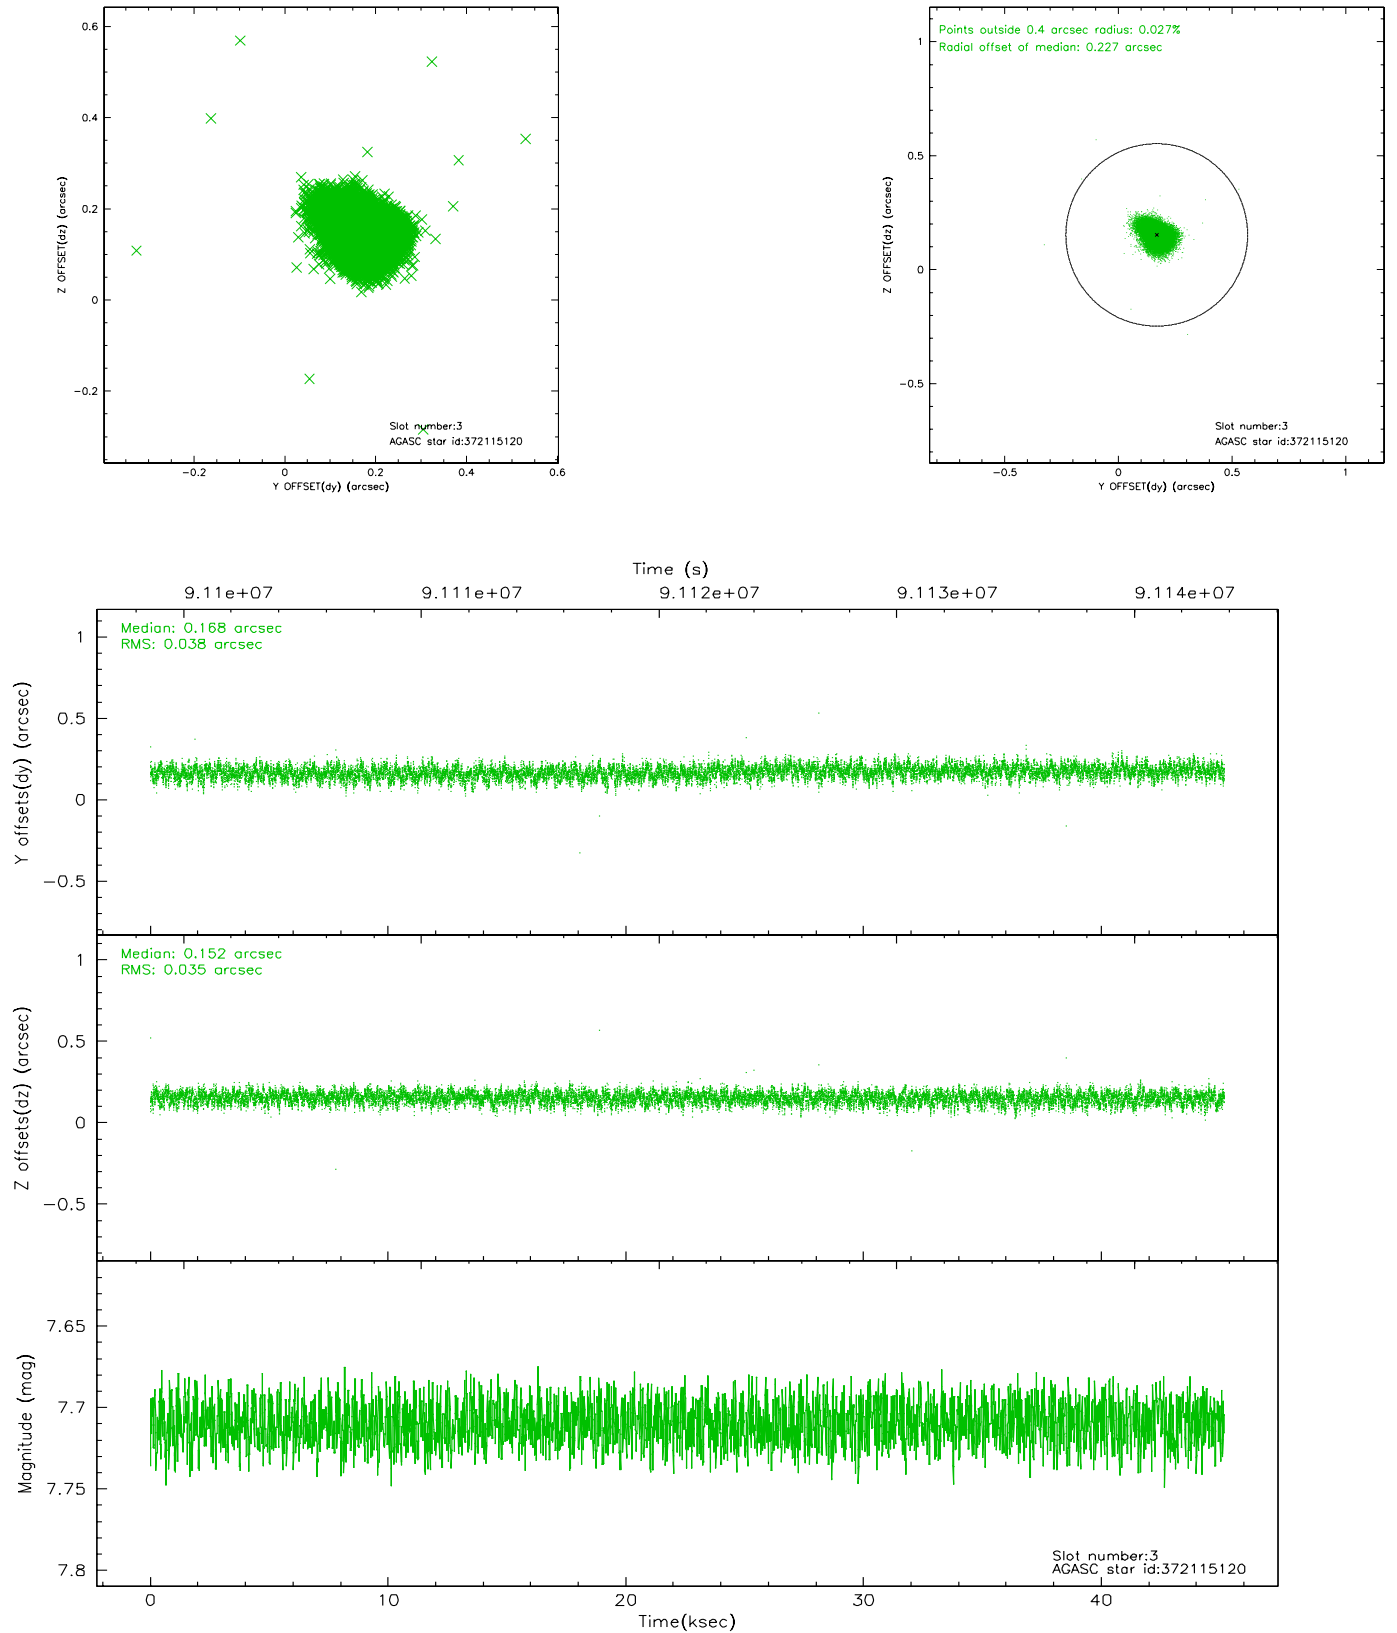 0.6
0.4
0.2
0
−0.2
Z OFFSET(dz) (arcsec)
Slot number:3
AGASC star id:372115120
−0.2 0 0.2 0.4 0.6
Y OFFSET(dy) (arcsec)
Points outside 0.4 arcsec radius: 0.027%
Radial offset of median: 0.227 arcsec
1
0.5
0
−0.5
Z OFFSET(dz) (arcsec)
Slot number:3
AGASC star id:372115120
−0.5 0 0.5 1
Y OFFSET(dy) (arcsec)
Time (s)
9.11e+07 9.111e+07 9.112e+07 9.113e+07 9.114e+07
Median: 0.168 arcsec
RMS: 0.038 arcsec
1
0.5
0
−0.5
Y offsets(dy) (arcsec)
Median: 0.152 arcsec
RMS: 0.035 arcsec
1
0.5
0
−0.5
Z offsets(dz) (arcsec)
7.65
7.7
7.75
7.8
Magnitude (mag)
Slot number:3
AGASC star id:372115120
0 10 20 30 40
Time(ksec)